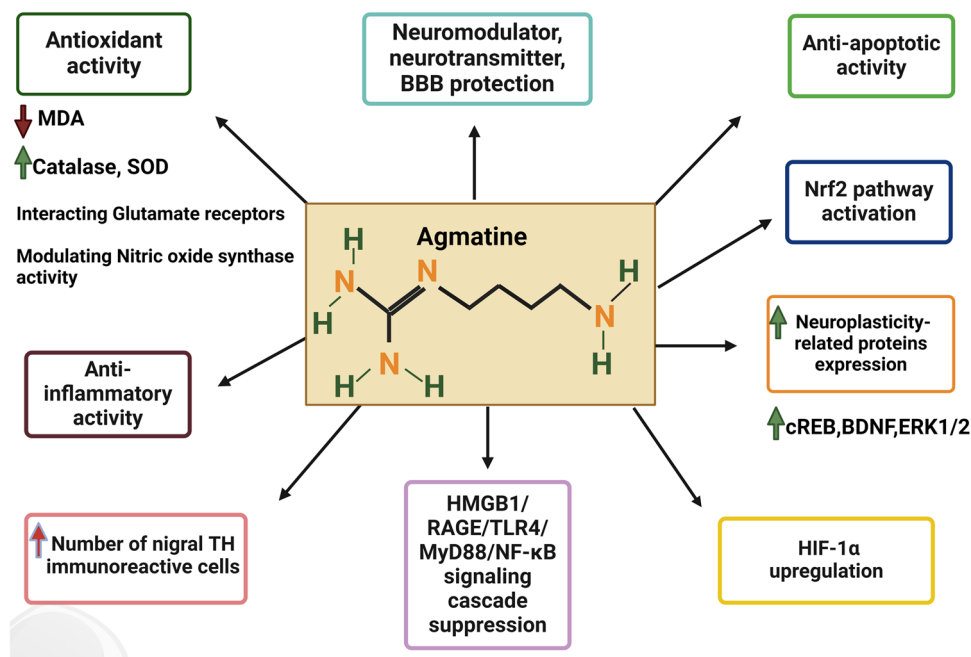 Antioxidant
activity
MDA
Catalase, SOD
Interacting Glutamate receptors
Modulating Nitric oxide synthase
activity
Neuromodulator,
neurotransmitter,
BBB protection
Anti-apoptotic
activity
Nrf2 pathway
activation
Agmatine
H
N
H
N
N
H
H
N
H
H
Neuroplasticity-
related proteins
expression
cREB,BDNF,ERK1/2
Anti-
inflammatory
activity
Number of nigral TH
immunoreactive cells
HMGB1/
RAGE/TLR4/
MyD88/NF-κB
signaling
cascade
suppression
HIF-1α
upregulation